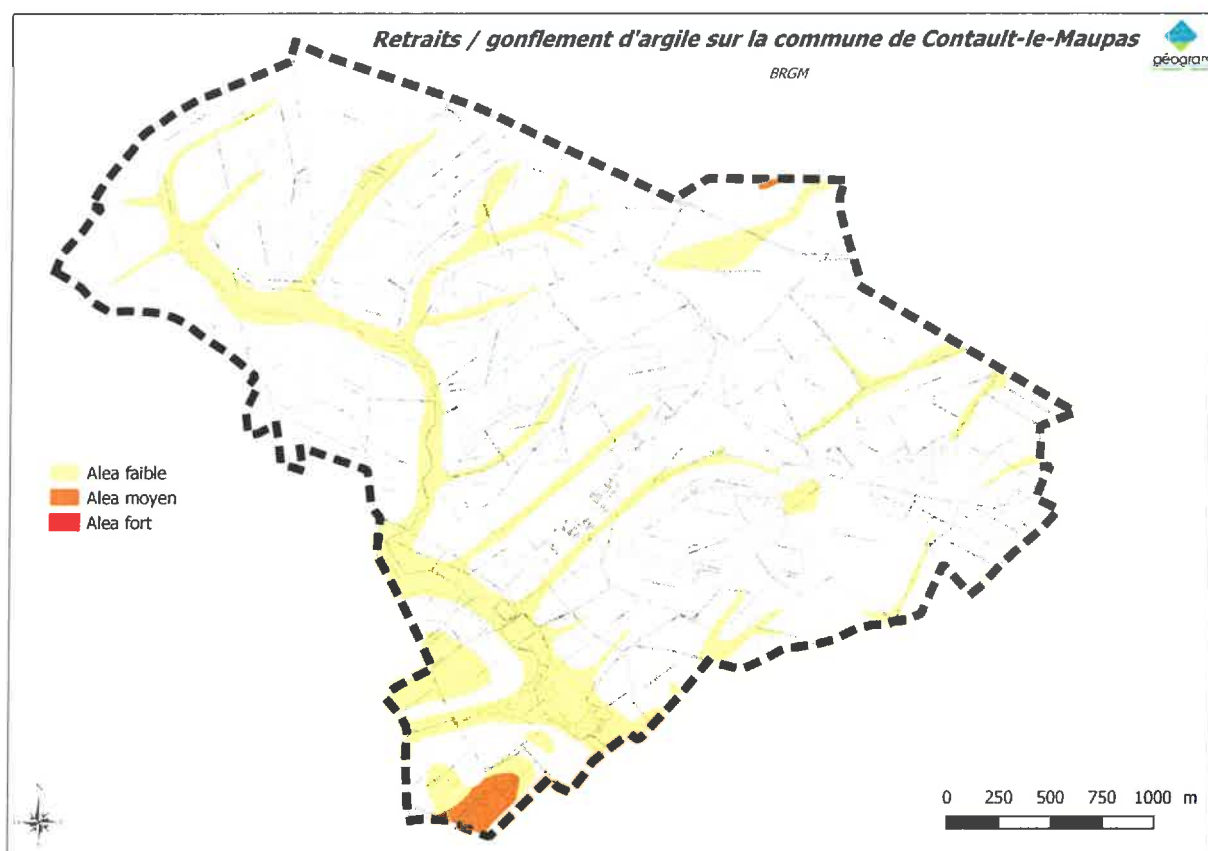 Retraits / gonflement d'argile sur la commune de Contault-le-Maupas
BRGM
géogram
Alea faible
Alea moyen
Alea fort
0 250 500 750 1000 m